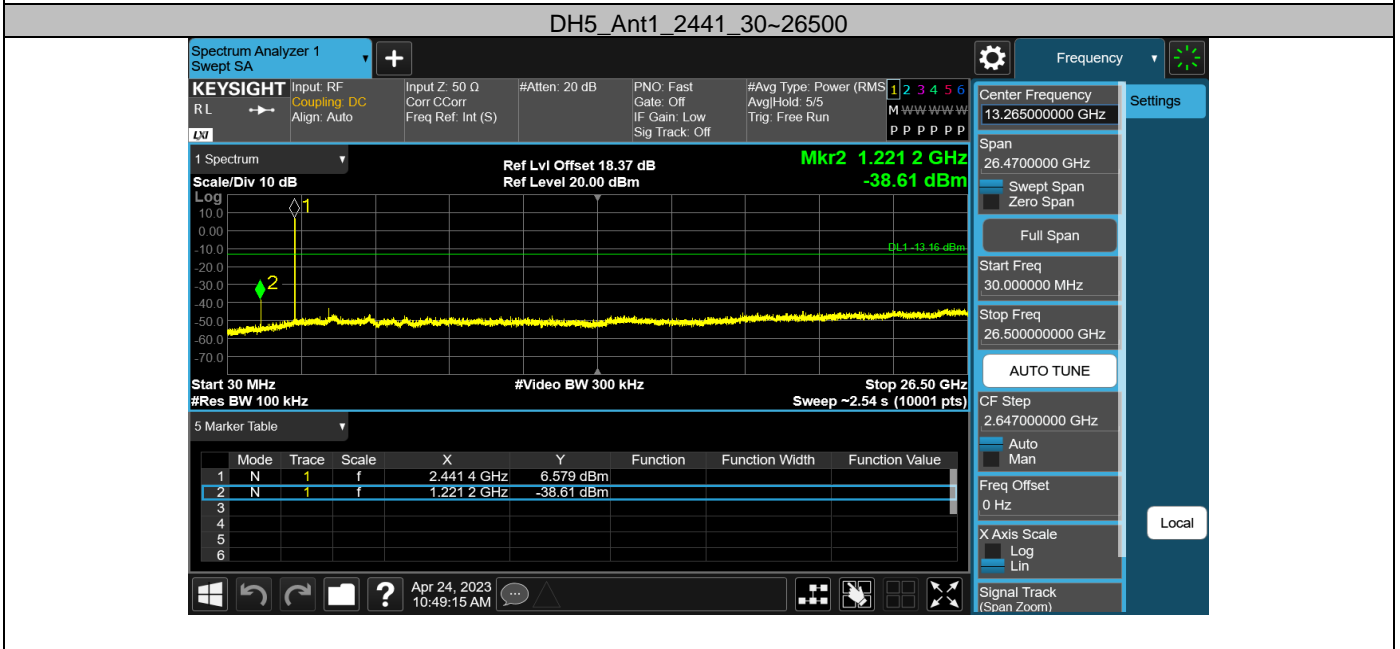 DH5_Ant1_2441_30~26500
Spectrum Analyzer 1
Swept SA
+
Frequency
KEYSIGHT
R L
LXI
Input: RF
Coupling: DC
Align: Auto
Input Z: 50 Ω
Corr CCorr
Freq Ref: Int (S)
#Atten: 20 dB
PNO: Fast
Gate: Off
IF Gain: Low
Sig Track: Off
#Avg Type: Power (RMS
Avg|Hold: 5/5
Trig: Free Run
1 2 3 4 5 6
M W W W W W
P P P P P P
1 Spectrum
Scale/Div 10 dB
Ref Lvl Offset 18.37 dB
Ref Level 20.00 dBm
Mkr2 1.221 2 GHz
-38.61 dBm
Log
10.0
0.00
-10.0
-20.0
-30.0
-40.0
-50.0
-60.0
-70.0
1
2
DL1 -13.16 dBm
Start 30 MHz
#Video BW 300 kHz
Stop 26.50 GHz
#Res BW 100 kHz
Sweep ~2.54 s (10001 pts)
5 Marker Table
Mode Trace Scale X Y Function Function Width Function Value
1 N 1 f 2.441 4 GHz 6.579 dBm
2 N 1 f 1.221 2 GHz -38.61 dBm
3
4
5
6
?
Apr 24, 2023
10:49:15 AM
Center Frequency
13.265000000 GHz
Settings
Span
26.4700000 GHz
Swept Span
Zero Span
Full Span
Start Freq
30.000000 MHz
Stop Freq
26.500000000 GHz
AUTO TUNE
CF Step
2.647000000 GHz
Auto
Man
Freq Offset
0 Hz
Local
X Axis Scale
Log
Lin
Signal Track
(Span Zoom)